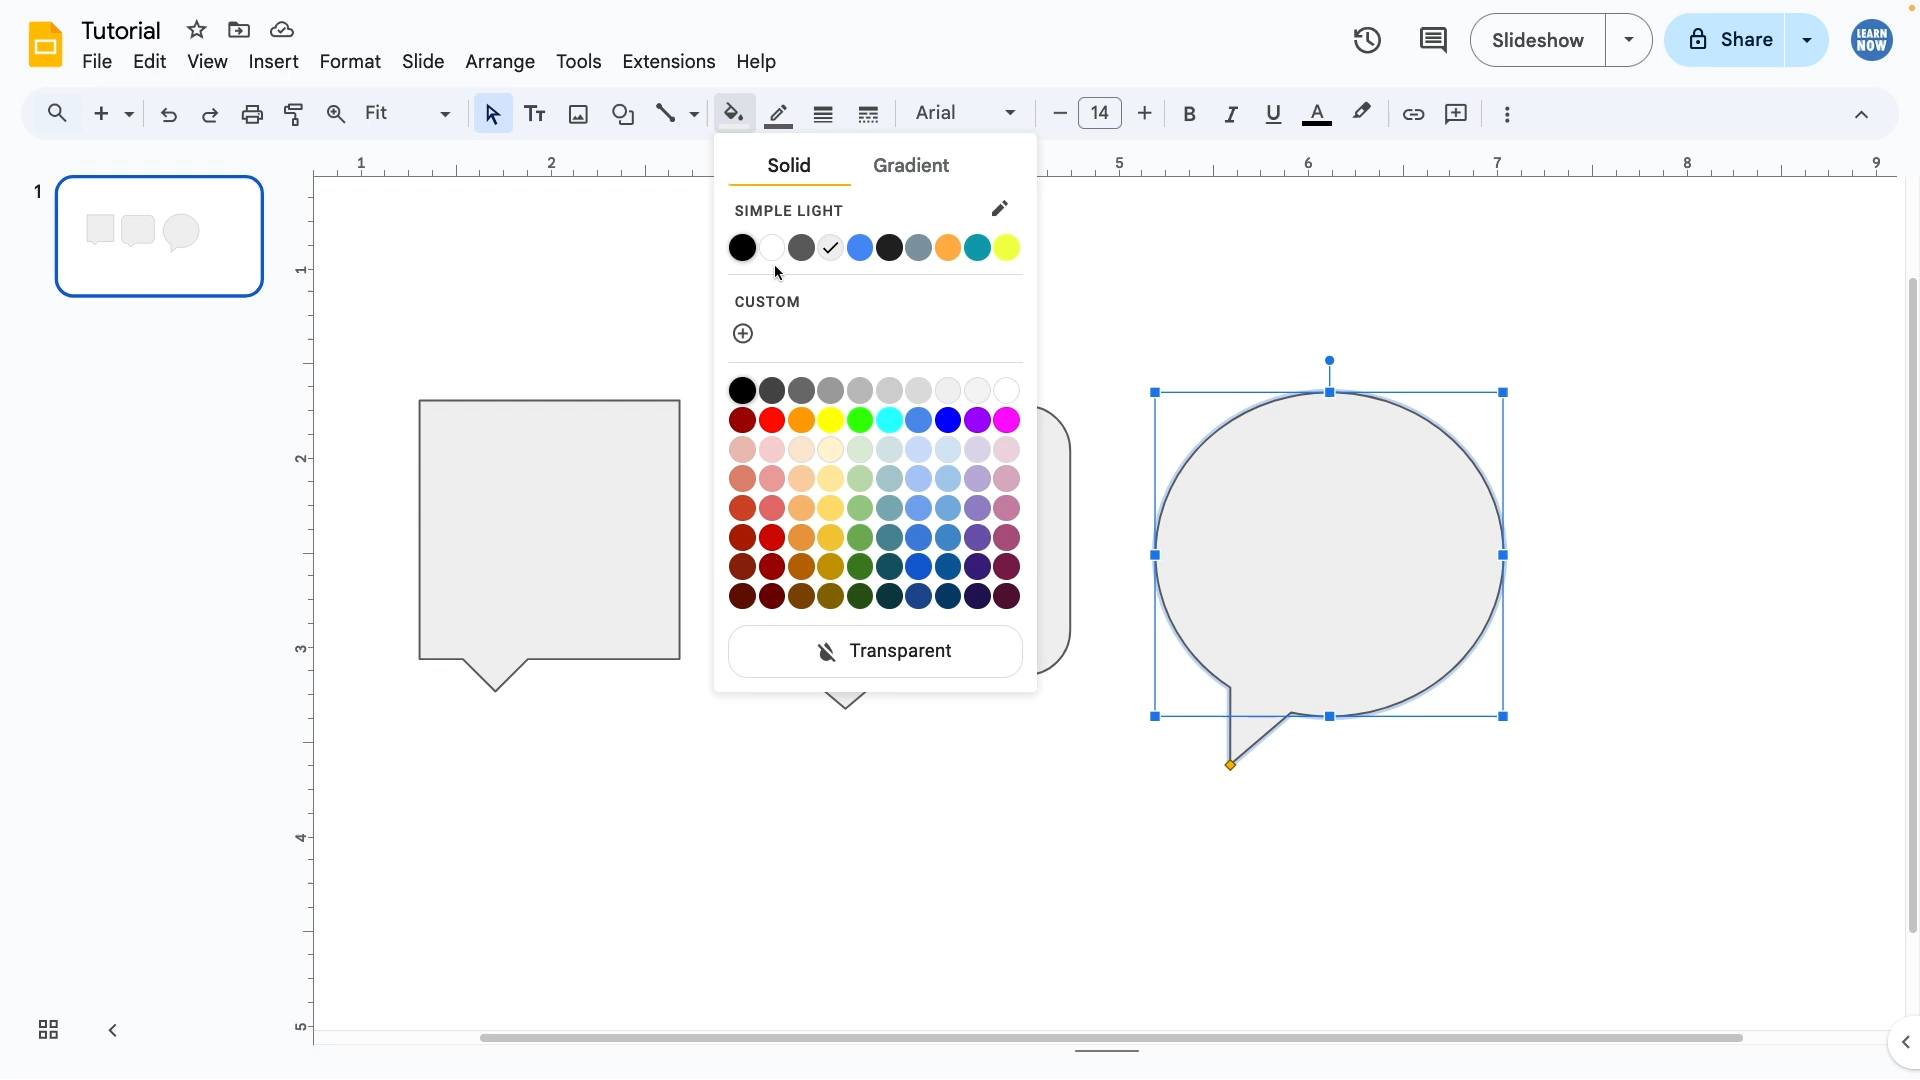 Tutorial
File Edit View Insert Format Slide Arrange Tools Extensions Help
Slideshow
Share
LEARN
NOW
Fit
Arial
14
1 2 5 6 7 8 9
1
Solid Gradient
SIMPLE LIGHT
CUSTOM
Transparent
1
2
3
4
5